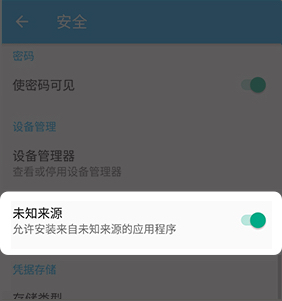 安全
密码
使密码可见
设备管理
设备管理器
查看或停用设备管理器
未知来源
允许安装来自未知来源的应用程序
凭据存储
存储类型